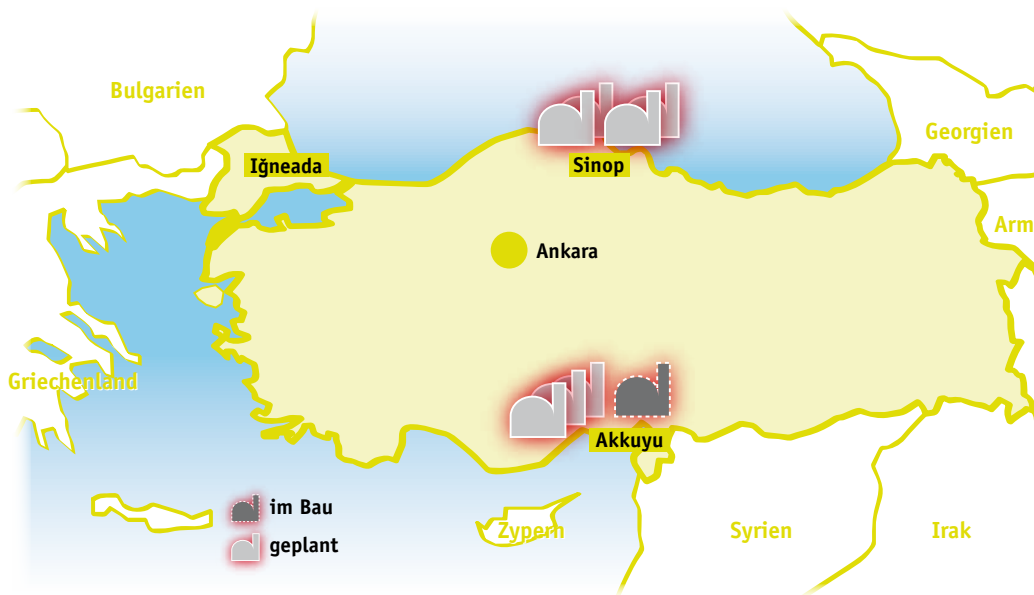 Bulgarien
Georgien
Iğneada
Sinop
Arm
Ankara
Griechenland
Akkuyu
im Bau
geplant
Zypern
Syrien
Irak